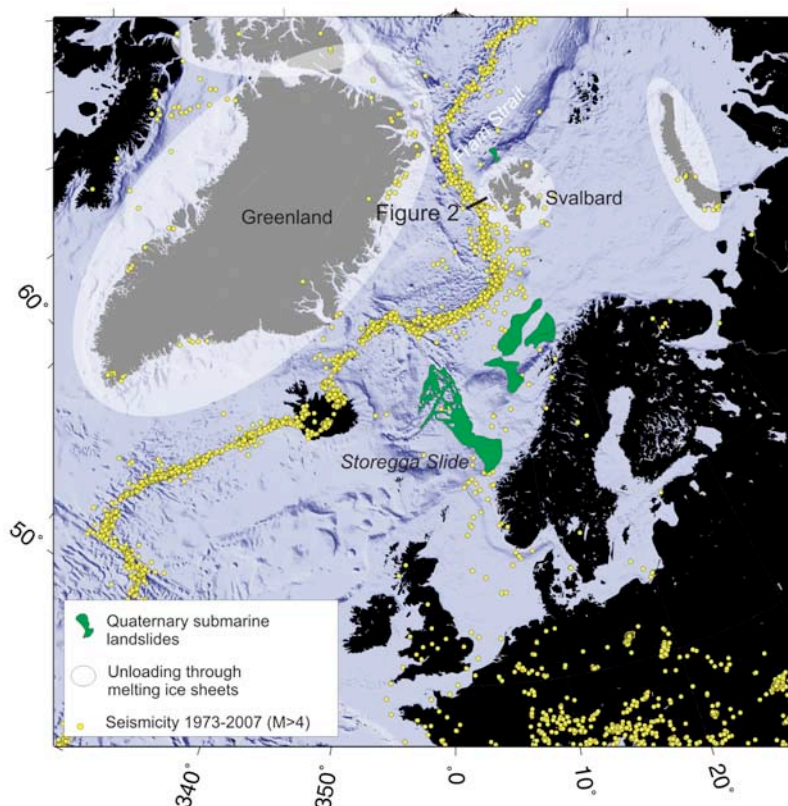 Fram Strait
Greenland
Figure 2
Svalbard
60°
Storegga Slide
50°
Quaternary submarine
landslides
Unloading through
melting ice sheets
Seismicity 1973-2007 (M>4)
340°
350°
0°
10°
20°